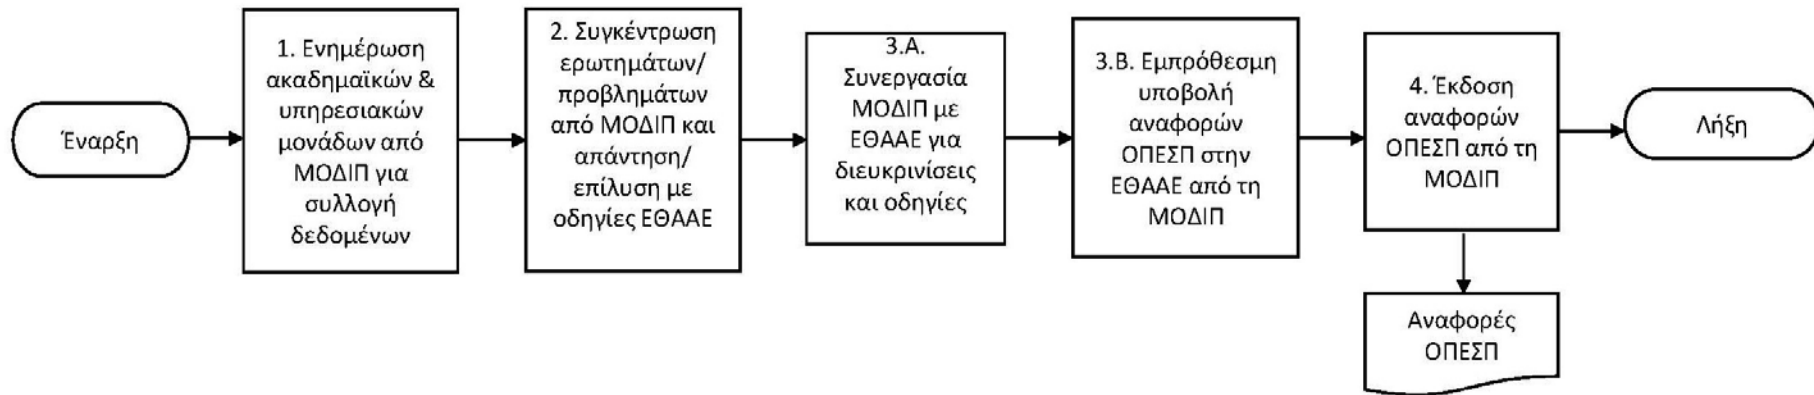 Έναρξη
1. Ενημέρωση
ακαδημαϊκών &
υπηρεσιακών
μονάδων από
ΜΟΔΙΠ για
συλλογή
δεδομένων
2. Συγκέντρωση
ερωτημάτων/
προβλημάτων
από ΜΟΔΙΠ και
απάντηση/
επίλυση με
οδηγίες ΕΘΑΑΕ
3.Α.
Συνεργασία
ΜΟΔΙΠ με
ΕΘΑΑΕ για
διευκρινίσεις
και οδηγίες
3.Β. Εμπρόθεσμη
υποβολή
αναφορών
ΟΠΕΣΠ στην
ΕΘΑΑΕ από τη
ΜΟΔΙΠ
4. Έκδοση
αναφορών
ΟΠΕΣΠ από τη
ΜΟΔΙΠ
Λήξη
Αναφορές
ΟΠΕΣΠ